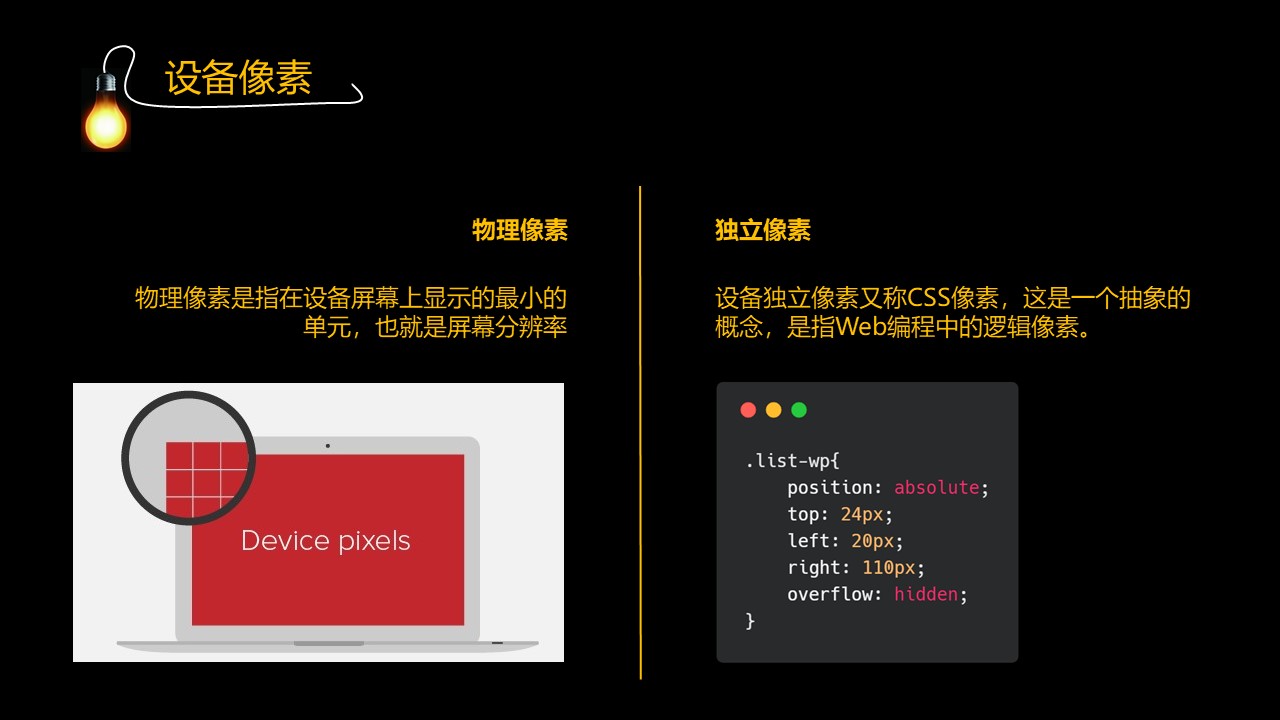 设备像素
物理像素
物理像素是指在设备屏幕上显示的最小的
单元，也就是屏幕分辨率
Device pixels
独立像素
设备独立像素又称CSS像素，这是一个抽象的
概念，是指Web编程中的逻辑像素。
.list-wp{
    position: absolute;
    top: 24px;
    left: 20px;
    right: 110px;
    overflow: hidden;
}